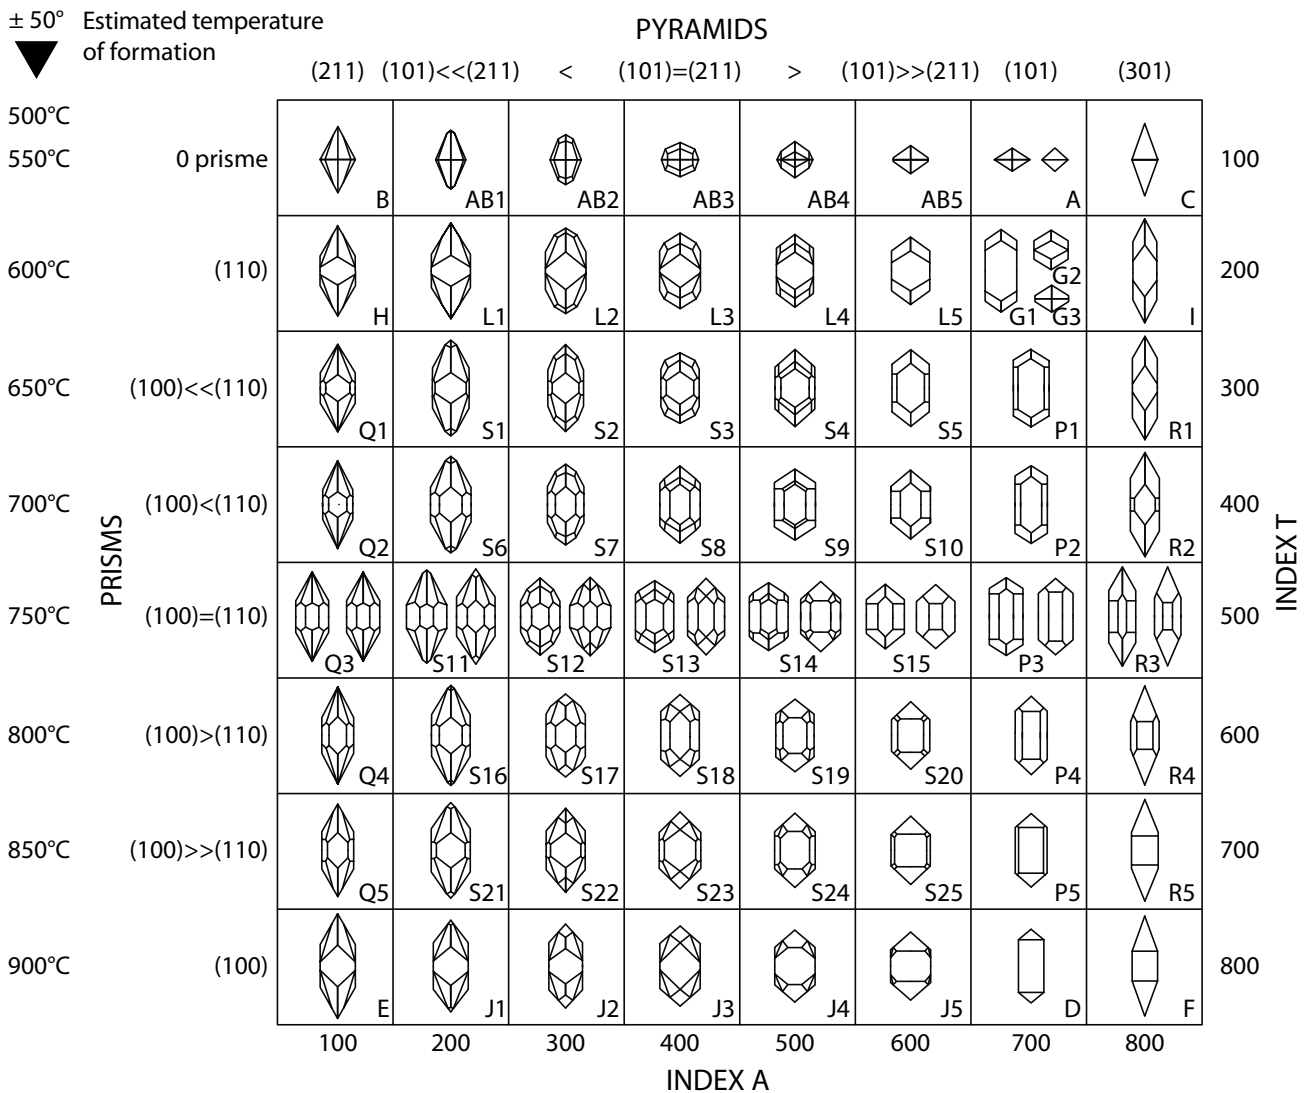 ± 50° Estimated temperature
of formation
PYRAMIDS
(211) (101)<<(211) < (101)=(211) > (101)>>(211) (101) (301)
500°C
550°C 0 prisme 100
B AB1 AB2 AB3 AB4 AB5 A C
600°C (110) 200
G2
H L1 L2 L3 L4 L5 G1 G3 I
650°C (100)<<(110) 300
Q1 S1 S2 S3 S4 S5 P1 R1
700°C (100)<(110) 400
Q2 S6 S7 S8 S9 S10 P2 R2
PRISMS
INDEX T
750°C (100)=(110) 500
Q3 S11 S12 S13 S14 S15 P3 R3
800°C (100)>(110) 600
Q4 S16 S17 S18 S19 S20 P4 R4
850°C (100)>>(110) 700
Q5 S21 S22 S23 S24 S25 P5 R5
900°C (100) 800
E J1 J2 J3 J4 J5 D F
100 200 300 400 500 600 700 800
INDEX A